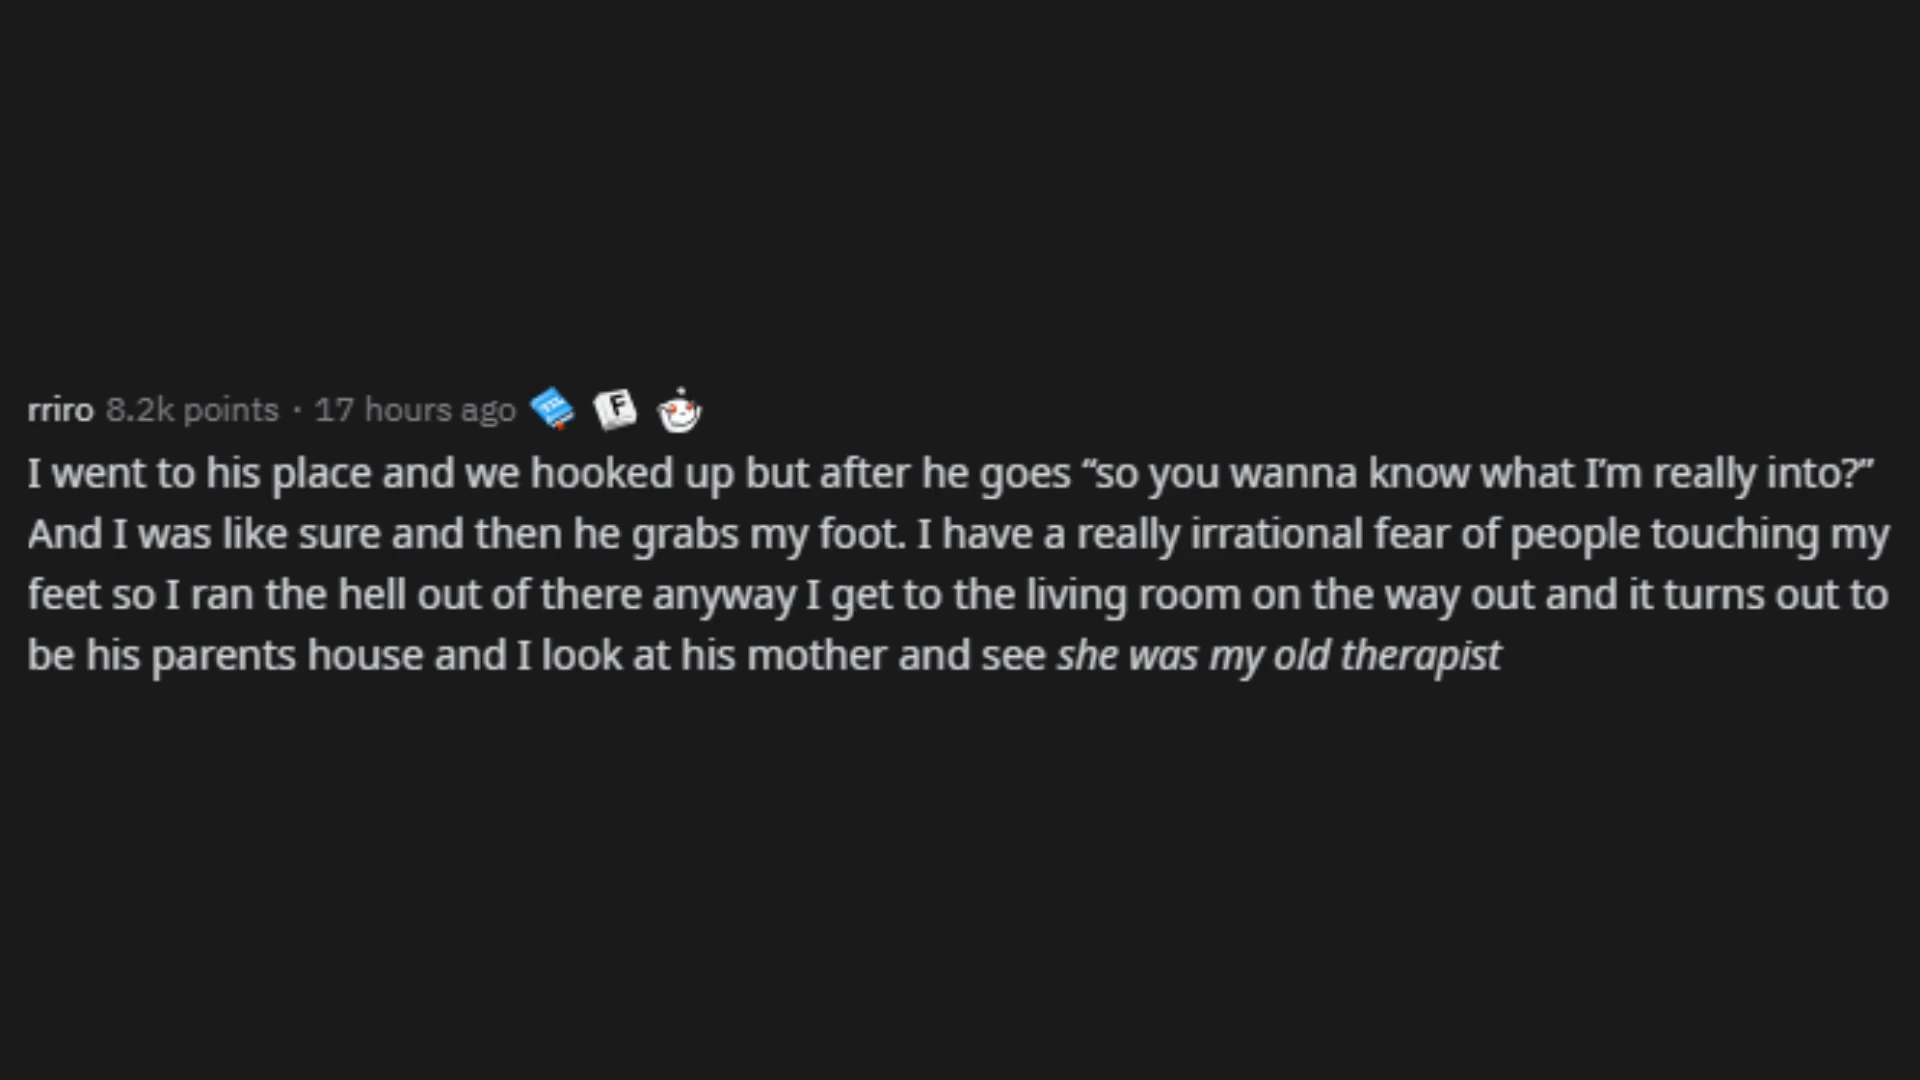 rriro 8.2k points · 17 hours ago
I went to his place and we hooked up but after he goes “so you wanna know what I’m really into?”
And I was like sure and then he grabs my foot. I have a really irrational fear of people touching my
feet so I ran the hell out of there anyway I get to the living room on the way out and it turns out to
be his parents house and I look at his mother and see she was my old therapist